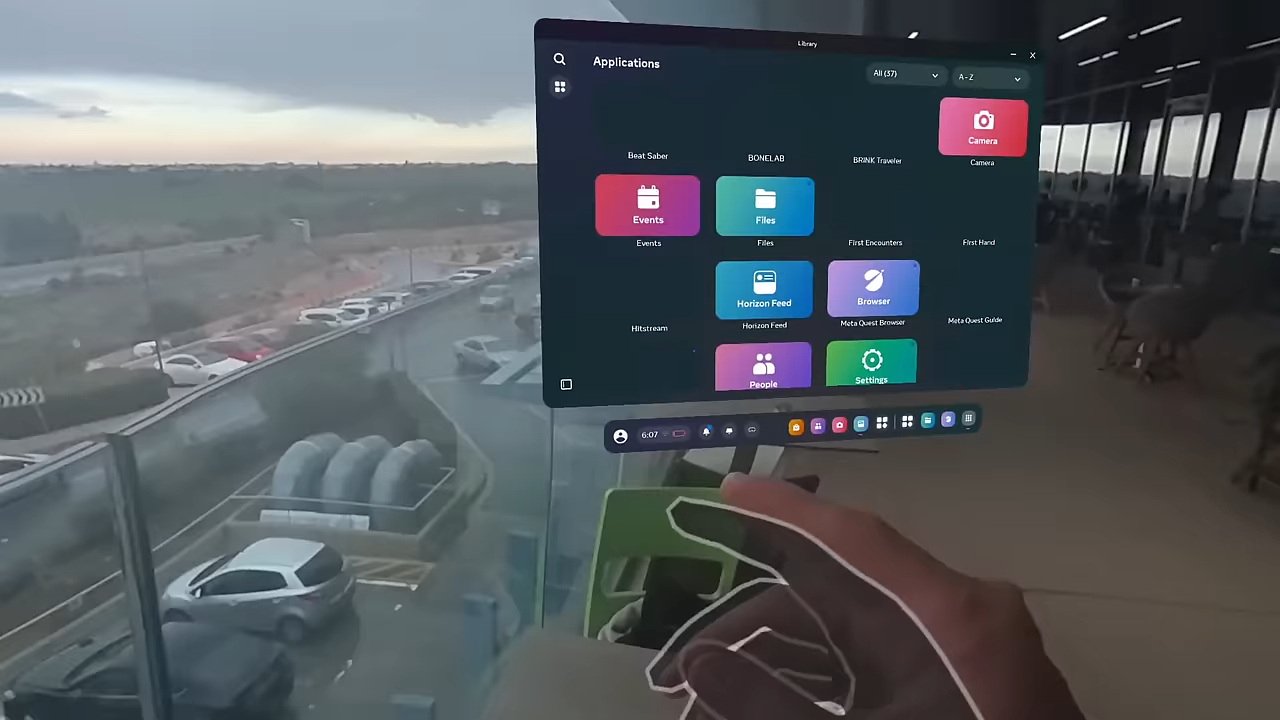 Library
Applications
All (37)
A - Z
Camera
Beat Saber
BONELAB
BRINK Traveler
Camera
Events
Files
Events
Files
First Encounters
First Hand
Horizon Feed
Browser
Hitstream
Horizon Feed
Meta Quest Browser
Meta Quest Guide
People
Settings
6:07